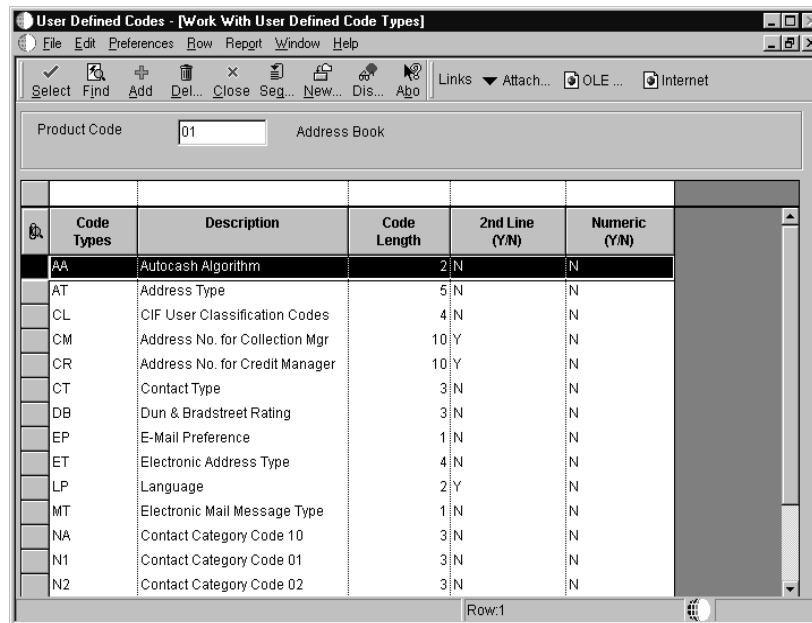 User Defined Codes - [Work With User Defined Code Types]
File Edit Preferences Row Report Window Help
Select Find Add Del... Close Seq... New... Dis... Abo Links Attach... OLE ... Internet
Product Code 01 Address Book
Code Types Description Code Length 2nd Line (Y/N) Numeric (Y/N)
AA Autocash Algorithm 2 N N
AT Address Type 5 N N
CL CIF User Classification Codes 4 N N
CM Address No. for Collection Mgr 10 Y N
CR Address No. for Credit Manager 10 Y N
CT Contact Type 3 N N
DB Dun & Bradstreet Rating 3 N N
EP E-Mail Preference 1 N N
ET Electronic Address Type 4 N N
LP Language 2 Y N
MT Electronic Mail Message Type 1 N N
NA Contact Category Code 10 3 N N
N1 Contact Category Code 01 3 N N
N2 Contact Category Code 02 3 N N
Row:1